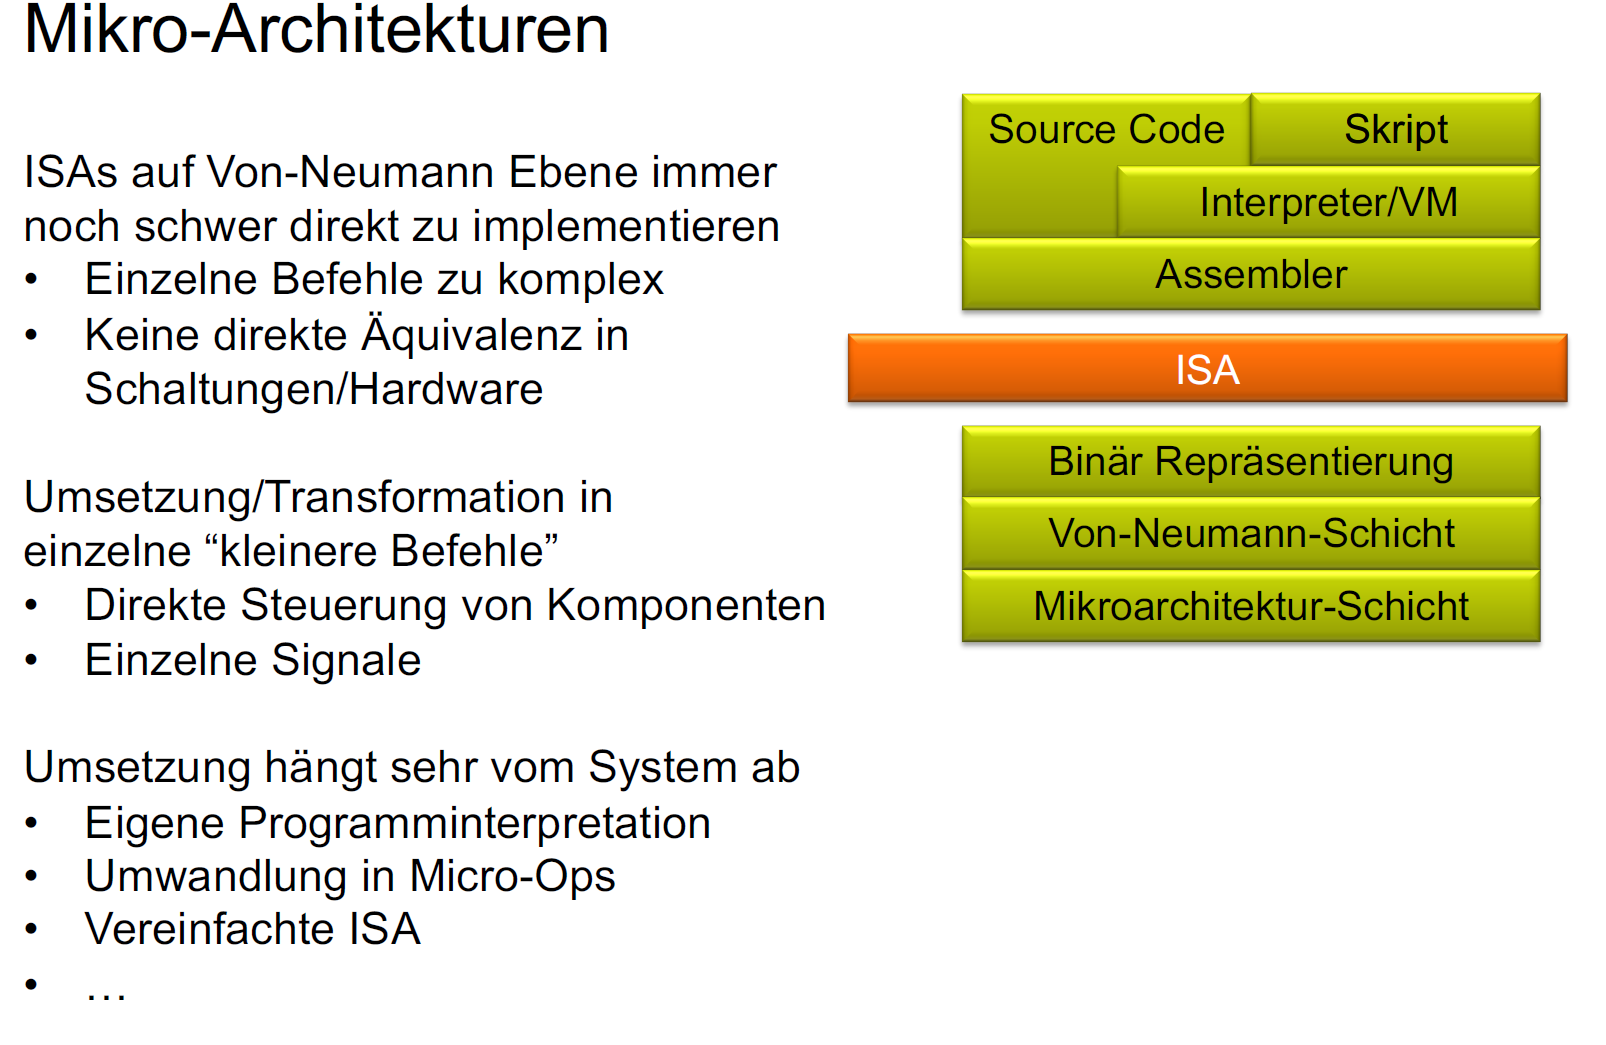 Mikro-Architekturen
ISAs auf Von-Neumann Ebene immer
noch schwer direkt zu implementieren
• Einzelne Befehle zu komplex
• Keine direkte Äquivalenz in
Schaltungen/Hardware
Umsetzung/Transformation in
einzelne “kleinere Befehle”
• Direkte Steuerung von Komponenten
• Einzelne Signale
Umsetzung hängt sehr vom System ab
• Eigene Programminterpretation
• Umwandlung in Micro-Ops
• Vereinfachte ISA
• …
Source Code
Skript
Interpreter/VM
Assembler
ISA
Binär Repräsentierung
Von-Neumann-Schicht
Mikroarchitektur-Schicht